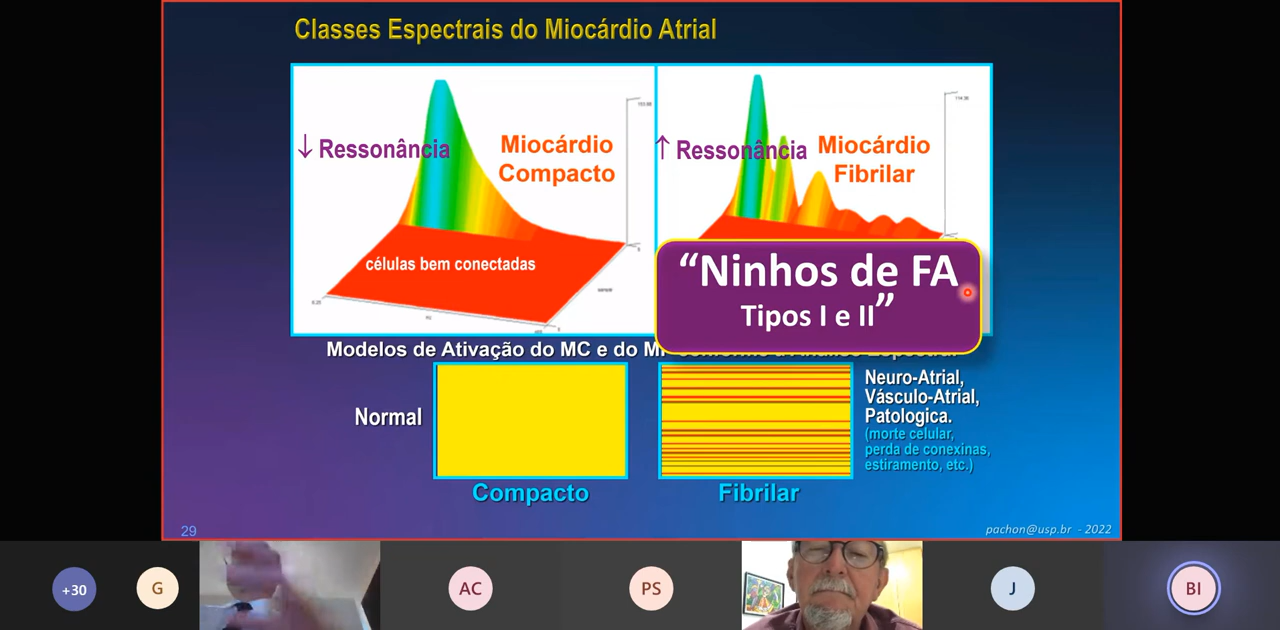 Classes Espectrais do Miocárdio Atrial
↓ Ressonância
Miocárdio
Compacto
células bem conectadas
↑ Ressonância
Miocárdio
Fibrilar
“Ninhos de FA
Tipos I e II”
Modelos de Ativação do MC e do
Normal
Compacto
Fibrilar
Neuro-Atrial,
Vásculo-Atrial,
Patologica.
(morte celular,
perda de conexinas,
estiramento, etc.)
29
pachon@usp.br - 2022
+30
G
AC
PS
J
BI